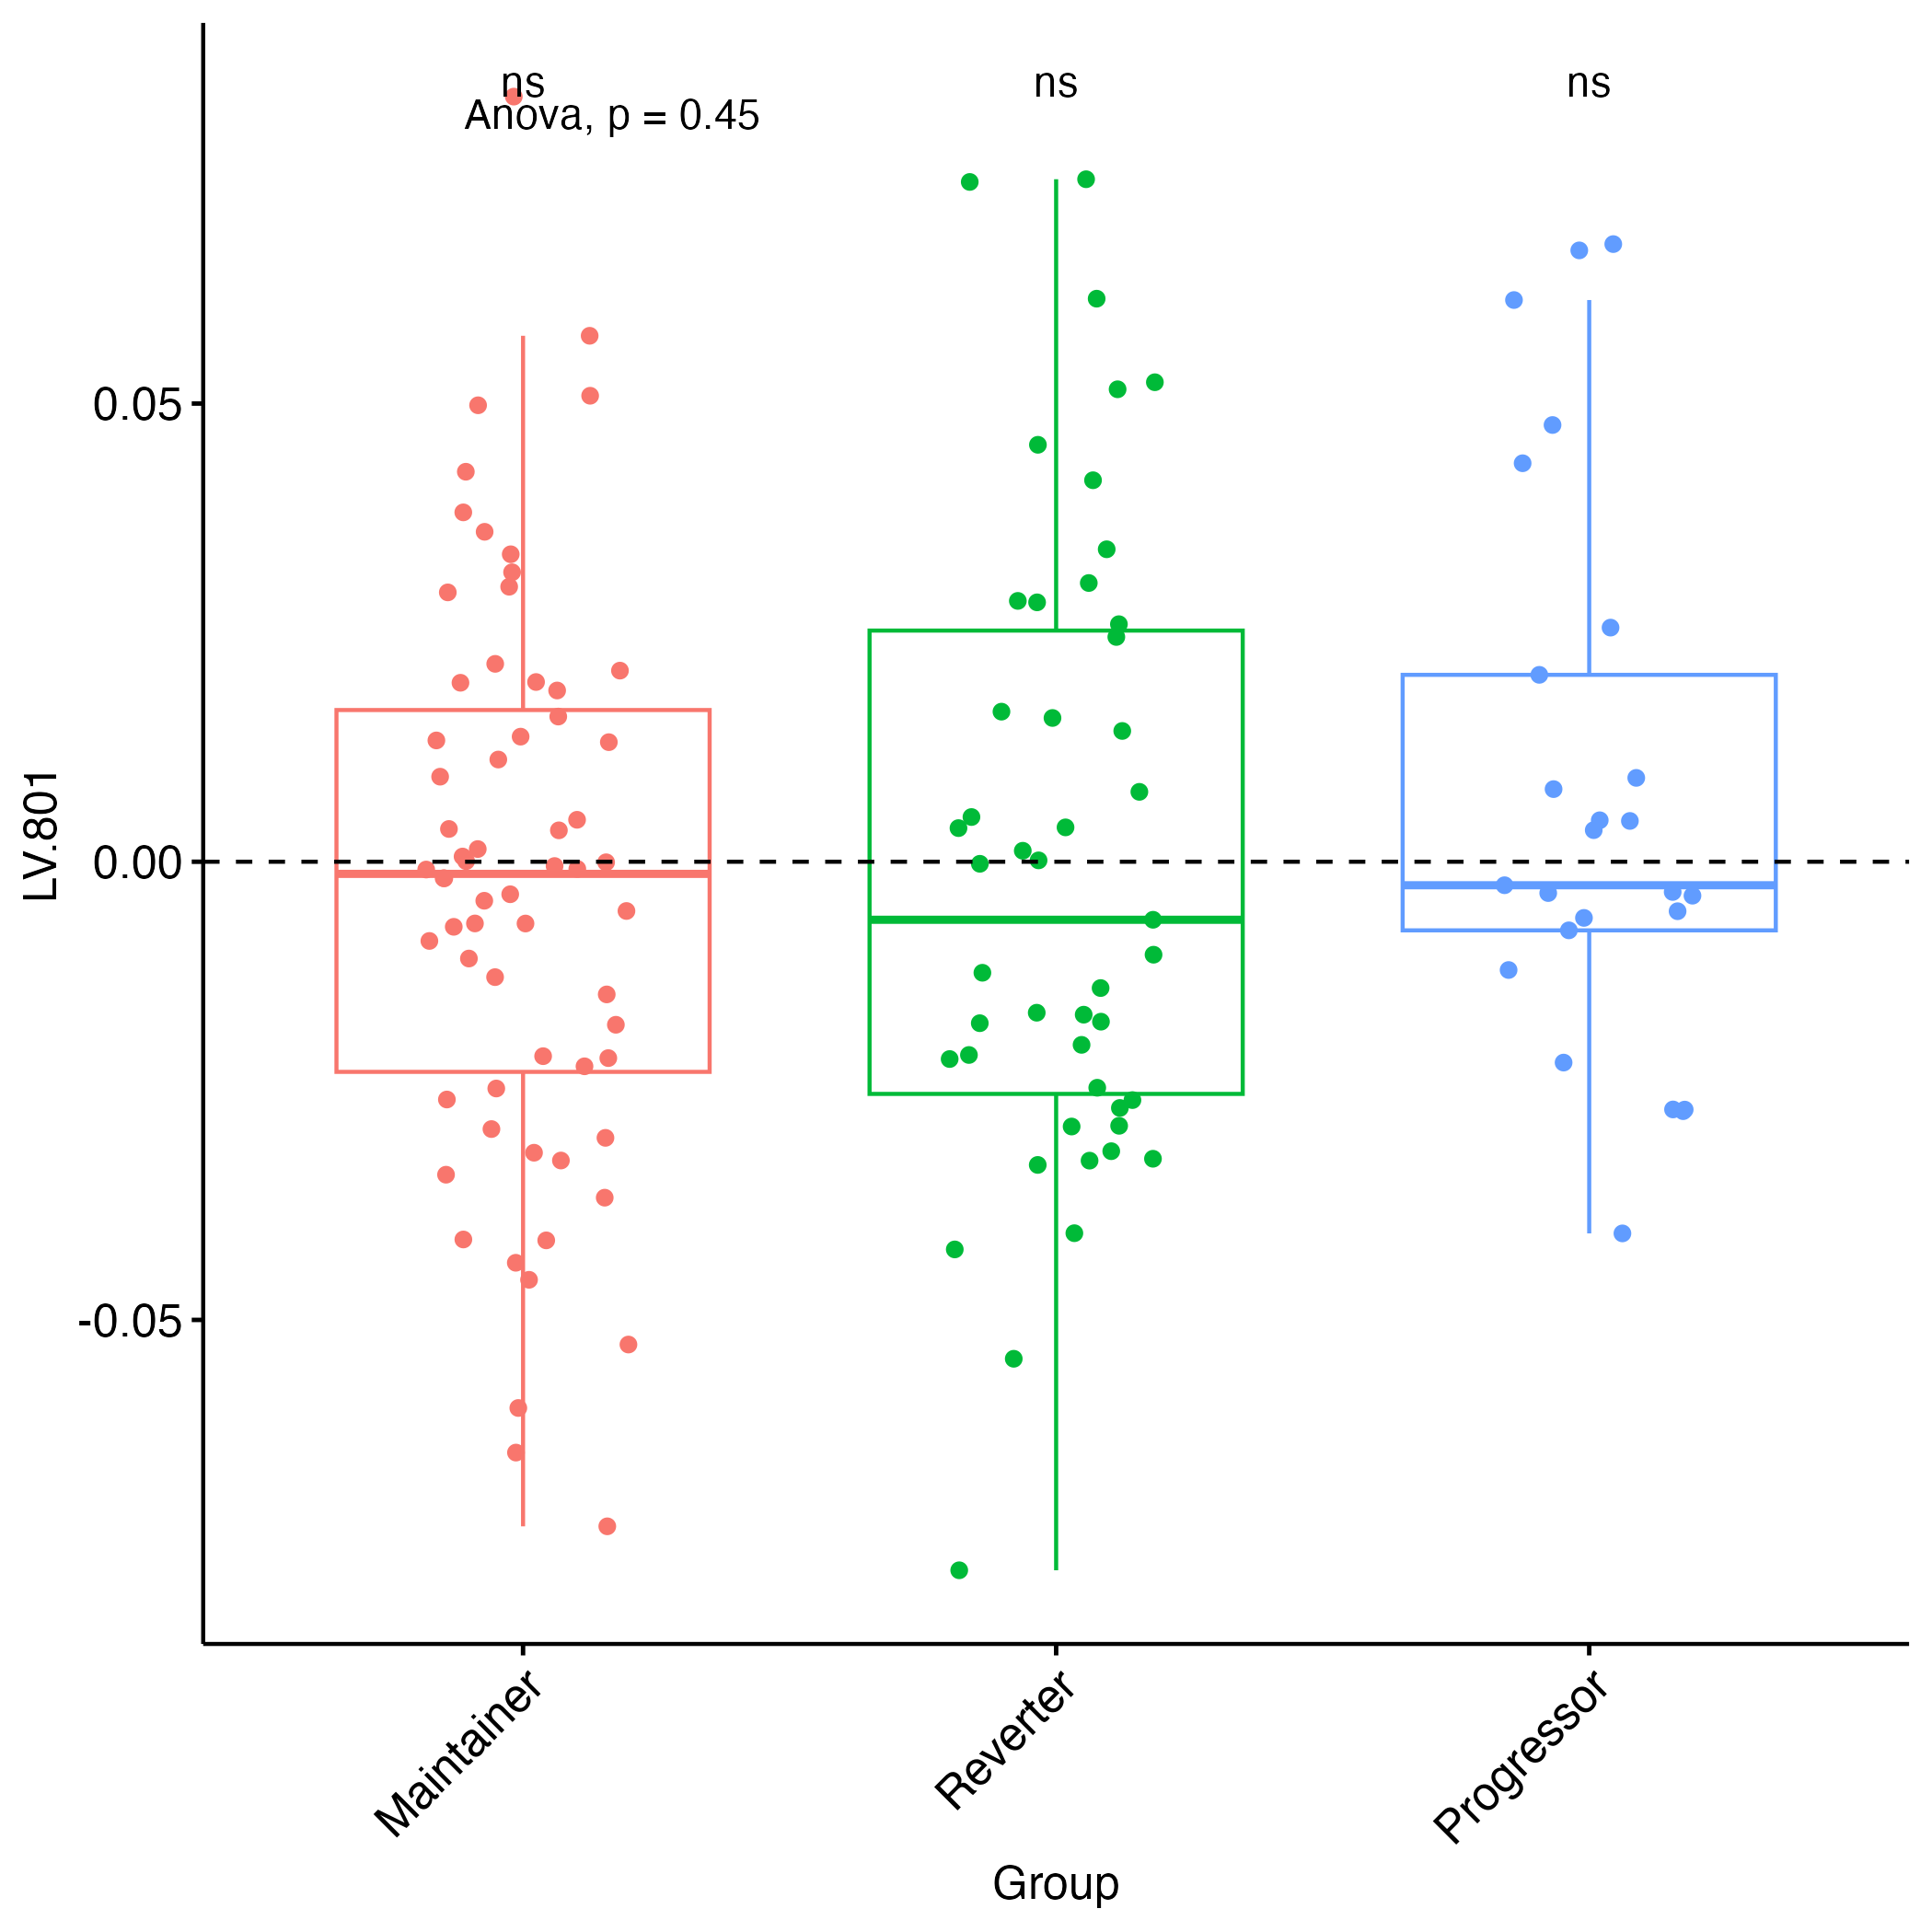 ns ns ns
Anova, p = 0.45
0.05
0.00
-0.05
LV.801
Maintainer
Reverter
Progressor
Group